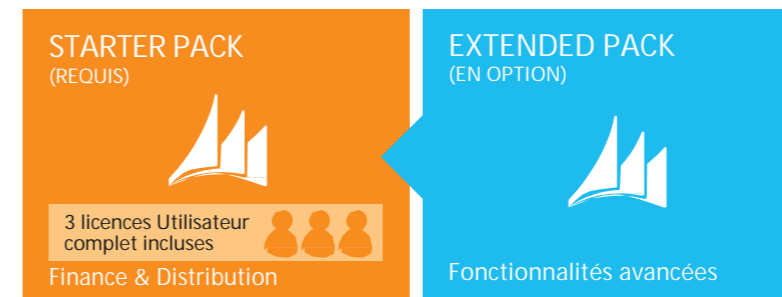 STARTER PACK
(REQUIS)
3 licences Utilisateur
complet incluses
Finance & Distribution
EXTENDED PACK
(EN OPTION)
Fonctionnalités avancées